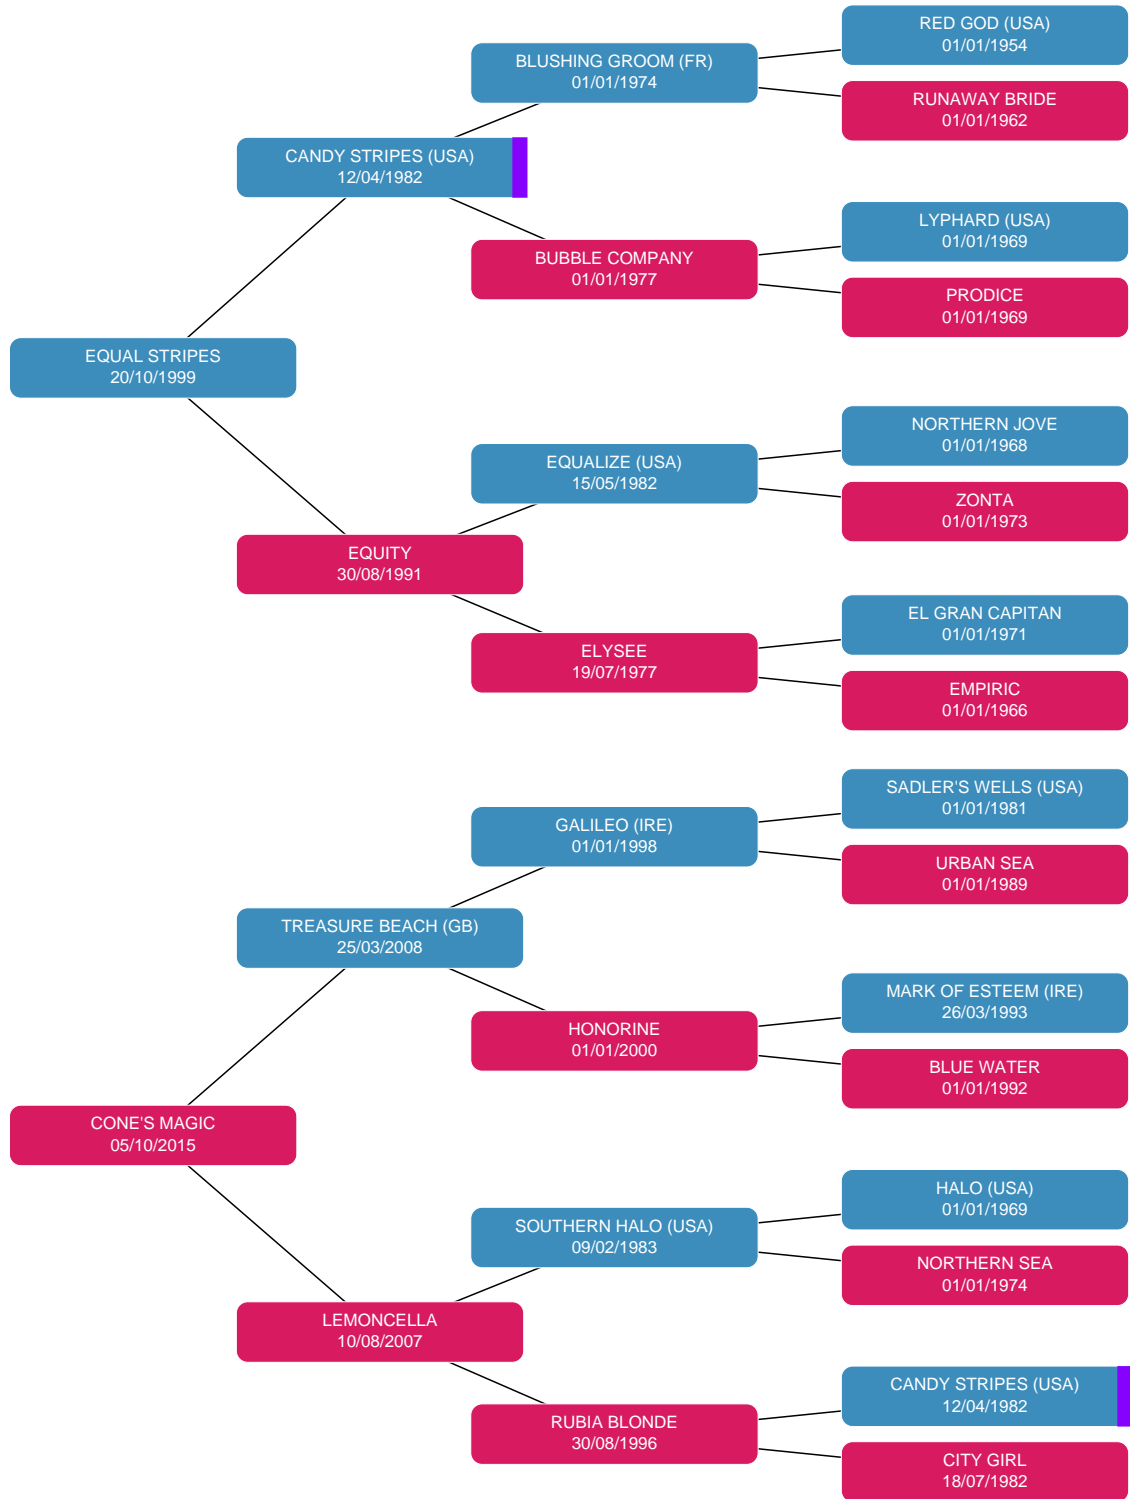 RED GOD (USA)
01/01/1954
BLUSHING GROOM (FR)
01/01/1974
RUNAWAY BRIDE
01/01/1962
CANDY STRIPES (USA)
12/04/1982
LYPHARD (USA)
01/01/1969
BUBBLE COMPANY
01/01/1977
PRODICE
01/01/1969
EQUAL STRIPES
20/10/1999
NORTHERN JOVE
01/01/1968
EQUALIZE (USA)
15/05/1982
ZONTA
01/01/1973
EQUITY
30/08/1991
EL GRAN CAPITAN
01/01/1971
ELYSEE
19/07/1977
EMPIRIC
01/01/1966
SADLER'S WELLS (USA)
01/01/1981
GALILEO (IRE)
01/01/1998
URBAN SEA
01/01/1989
TREASURE BEACH (GB)
25/03/2008
MARK OF ESTEEM (IRE)
26/03/1993
HONORINE
01/01/2000
BLUE WATER
01/01/1992
CONE'S MAGIC
05/10/2015
HALO (USA)
01/01/1969
SOUTHERN HALO (USA)
09/02/1983
NORTHERN SEA
01/01/1974
LEMONCELLA
10/08/2007
CANDY STRIPES (USA)
12/04/1982
RUBIA BLONDE
30/08/1996
CITY GIRL
18/07/1982